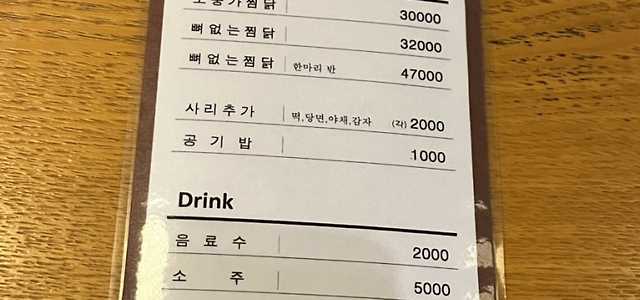 찜닭 30000
뼈없는찜닭 32000
뼈없는찜닭 한마리 반 47000
사리추가 떡,당면,야채,감자 (각) 2000
공기밥 1000
Drink
음료수 2000
소주 5000